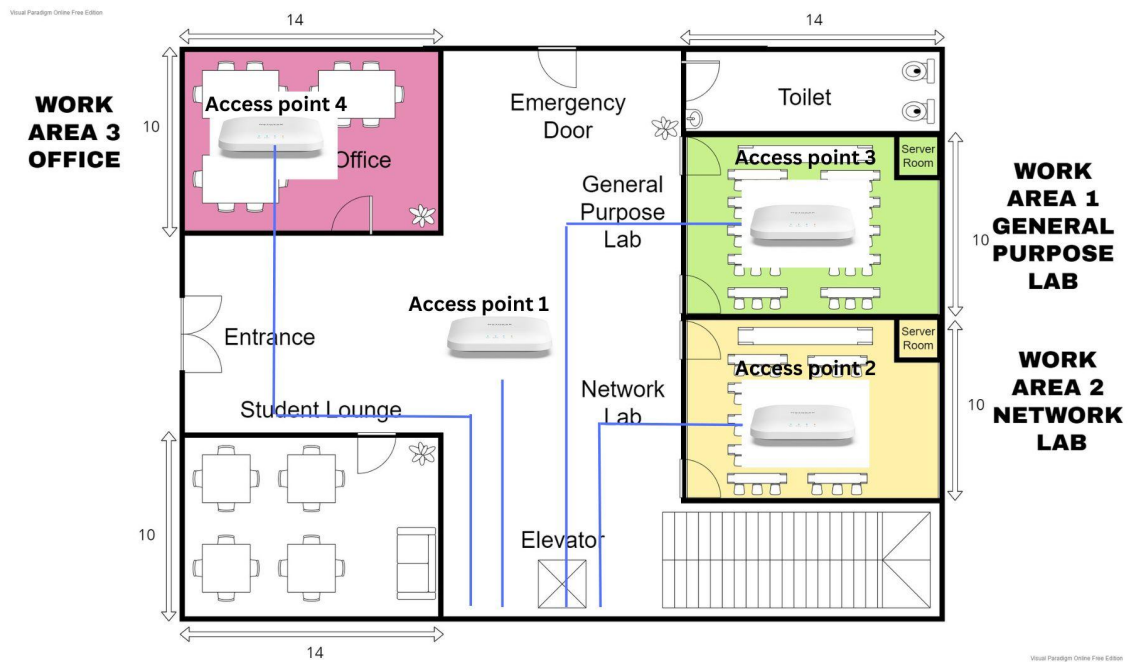 Visual Paradigm Online Free Edition
14
14
WORK
AREA 3
OFFICE
10
Access point 4
Office
Emergency
Door
Toilet
Server
Room
Access point 3
General
Purpose
Lab
10
WORK
AREA 1
GENERAL
PURPOSE
LAB
Access point 1
Entrance
Server
Room
Access point 2
Network
Lab
10
WORK
AREA 2
NETWORK
LAB
Student Lounge
10
Elevator
14
Visual Paradigm Online Free Edition